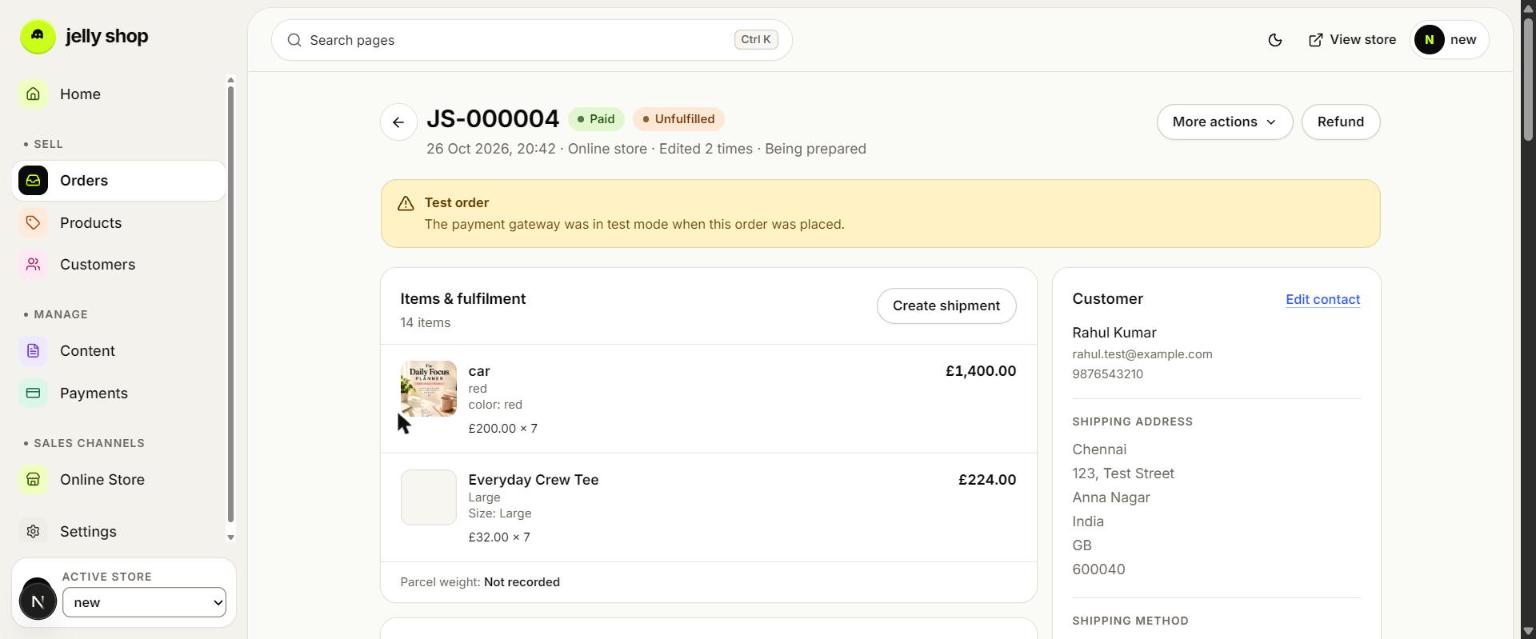 jelly shop
Search pages
Ctrl K
View store
N
new
Home
SELL
Orders
Products
Customers
MANAGE
Content
Payments
SALES CHANNELS
Online Store
Settings
ACTIVE STORE
N
new
JS-000004
Paid
Unfulfilled
More actions
Refund
26 Oct 2026, 20:42 · Online store · Edited 2 times · Being prepared
Test order
The payment gateway was in test mode when this order was placed.
Items & fulfilment
14 items
Create shipment
The
Daily Focus
PLANNER
car
£1,400.00
red
color: red
£200.00 × 7
Everyday Crew Tee
£224.00
Large
Size: Large
£32.00 × 7
Parcel weight: Not recorded
Customer
Edit contact
Rahul Kumar
rahul.test@example.com
9876543210
SHIPPING ADDRESS
Chennai
123, Test Street
Anna Nagar
India
GB
600040
SHIPPING METHOD